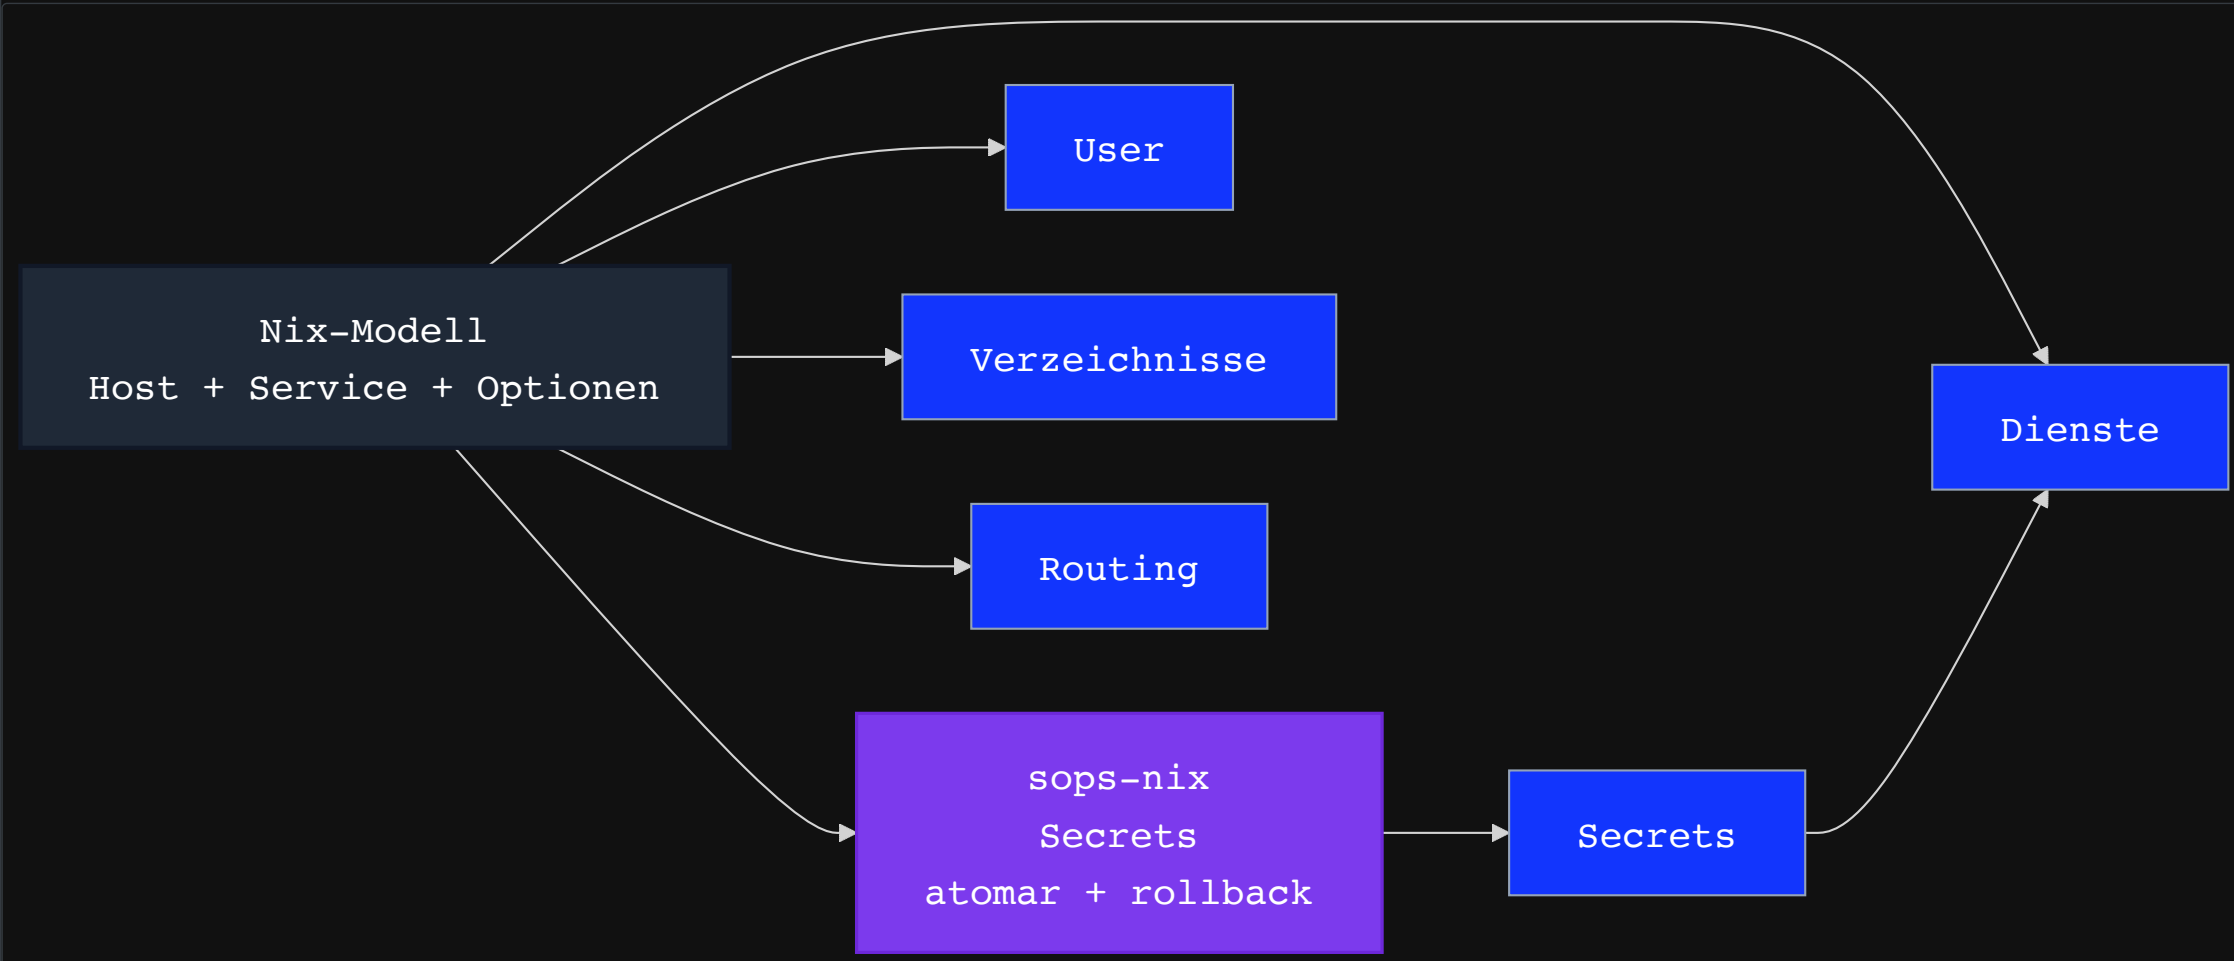 User
Nix-Modell
Host + Service + Optionen
Verzeichnisse
Dienste
Routing
sops-nix
Secrets
atomar + rollback
Secrets